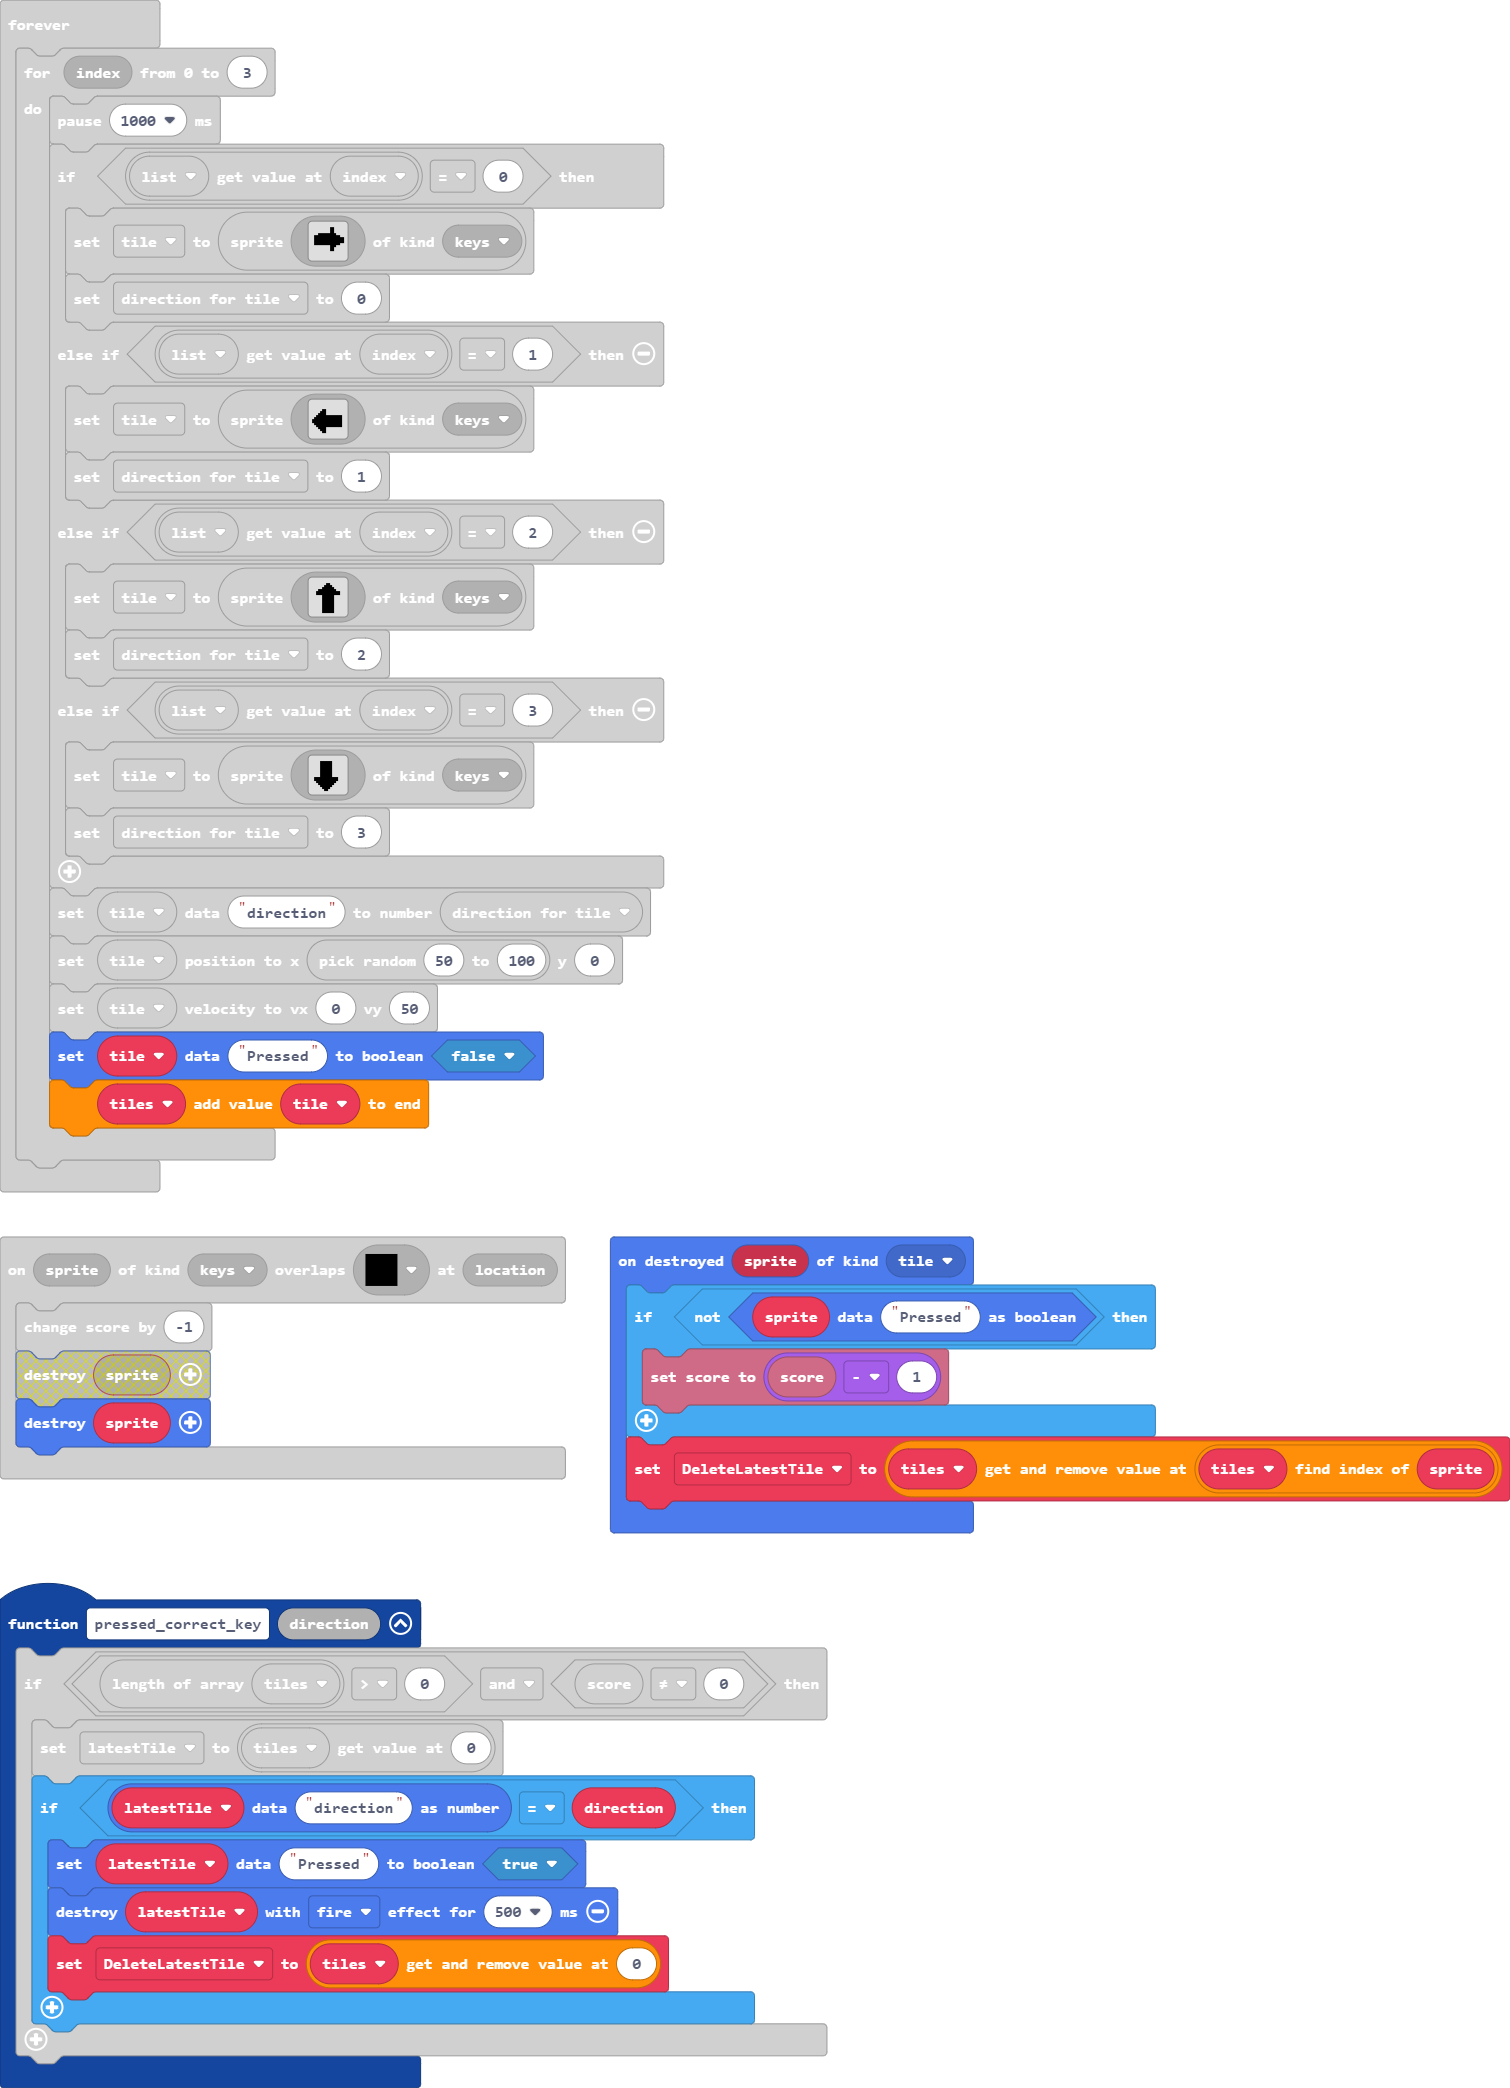 forever
for index from 0 to 3
do
pause 1000 ms
if list get value at index = 0 then
set tile to sprite of kind keys
set direction for tile to 0
else if list get value at index = 1 then
set tile to sprite of kind keys
set direction for tile to 1
else if list get value at index = 2 then
set tile to sprite of kind keys
set direction for tile to 2
else if list get value at index = 3 then
set tile to sprite of kind keys
set direction for tile to 3
set tile data "direction" to number direction for tile
set tile position to x pick random 50 to 100 y 0
set tile velocity to vx 0 vy 50
set tile data "Pressed" to boolean false
tiles add value tile to end
on sprite of kind keys overlaps at location
change score by -1
destroy sprite
destroy sprite
on destroyed sprite of kind tile
if not sprite data "Pressed" as boolean then
set score to score - 1
set DeleteLatestTile to tiles get and remove value at tiles find index of sprite
function pressed_correct_key direction
if length of array tiles > 0 and score ≠ 0 then
set latestTile to tiles get value at 0
if latestTile data "direction" as number = direction then
set latestTile data "Pressed" to boolean true
destroy latestTile with fire effect for 500 ms
set DeleteLatestTile to tiles get and remove value at 0